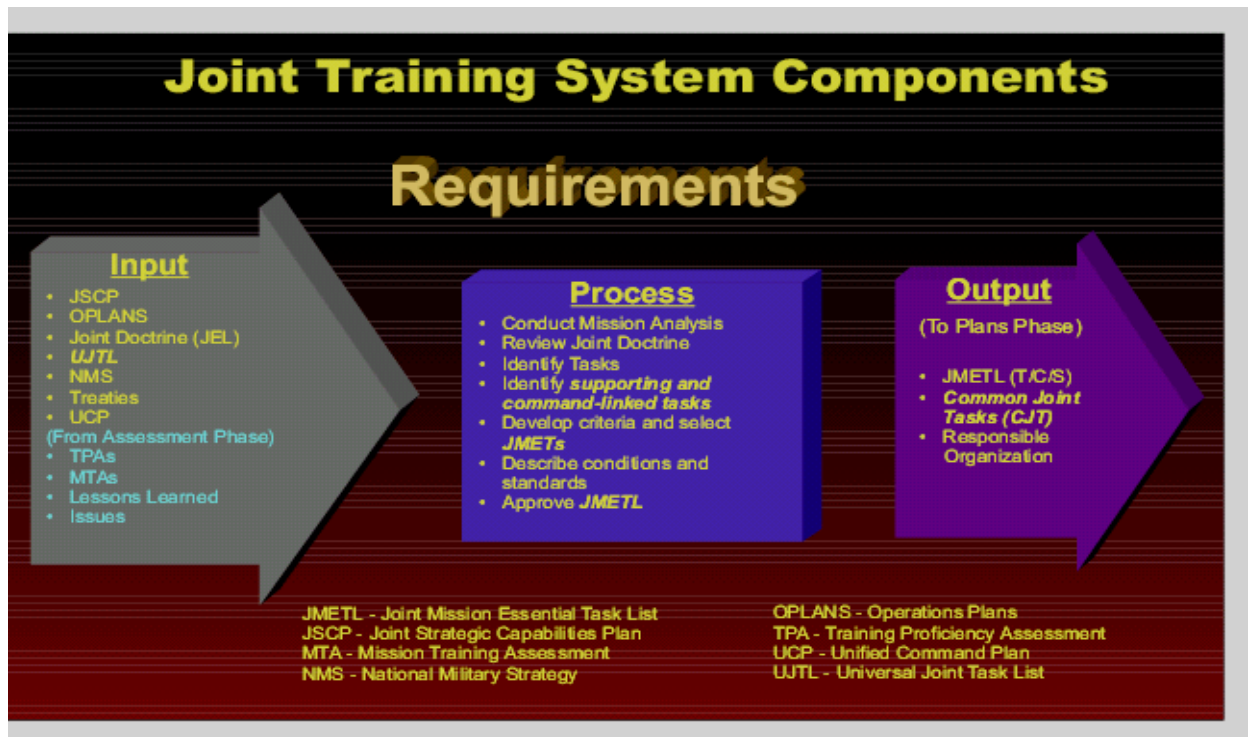 Joint Training System Components
Requirements
Input
• JSCP
• OPLANS
• Joint Doctrine (JEL)
• UJTL
• NMS
• Treaties
• UCP
(From Assessment Phase)
• TPAs
• MTAs
• Lessons Learned
• Issues
Process
• Conduct Mission Analysis
• Review Joint Doctrine
• Identify Tasks
• Identify supporting and
command-linked tasks
• Develop criteria and select
JMETs
• Describe conditions and
standards
• Approve JMETL
Output
(To Plans Phase)
• JMETL (T/C/S)
• Common Joint
Tasks (CJT)
• Responsible
Organization
JMETL - Joint Mission Essential Task List
JSCP - Joint Strategic Capabilities Plan
MTA - Mission Training Assessment
NMS - National Military Strategy
OPLANS - Operations Plans
TPA - Training Proficiency Assessment
UCP - Unified Command Plan
UJTL - Universal Joint Task List